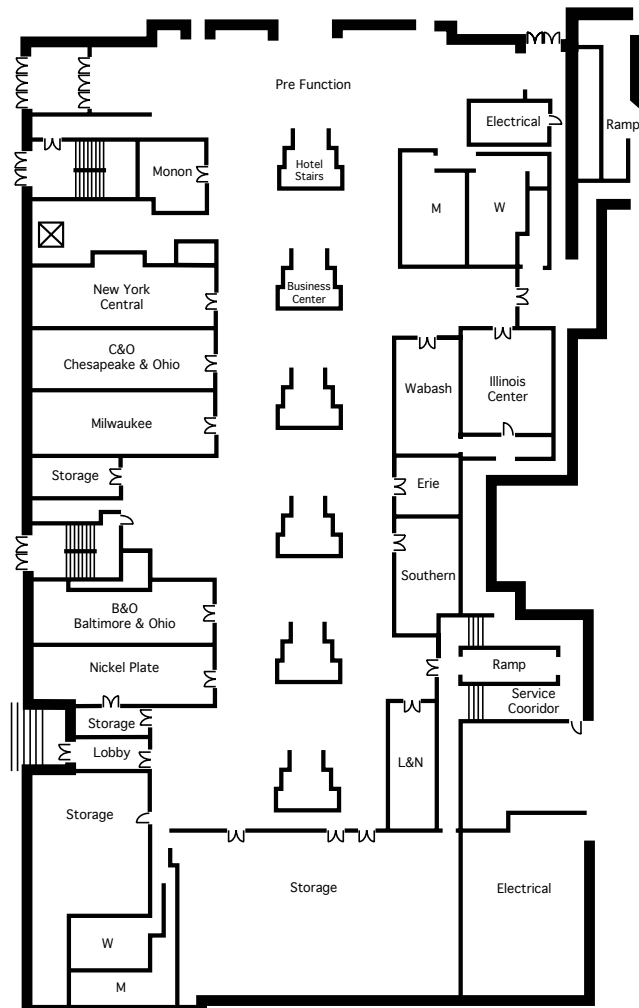 Pre Function
Electrical
Ramp
Hotel
Stairs
Monon
M
W
New York
Central
Business
Center
C&O
Chesapeake & Ohio
Wabash
Illinois
Center
Milwaukee
Storage
Erie
Southern
B&O
Baltimore & Ohio
Nickel Plate
Ramp
Service
Cooridor
Storage
Lobby
L&N
Storage
Storage
Electrical
W
M